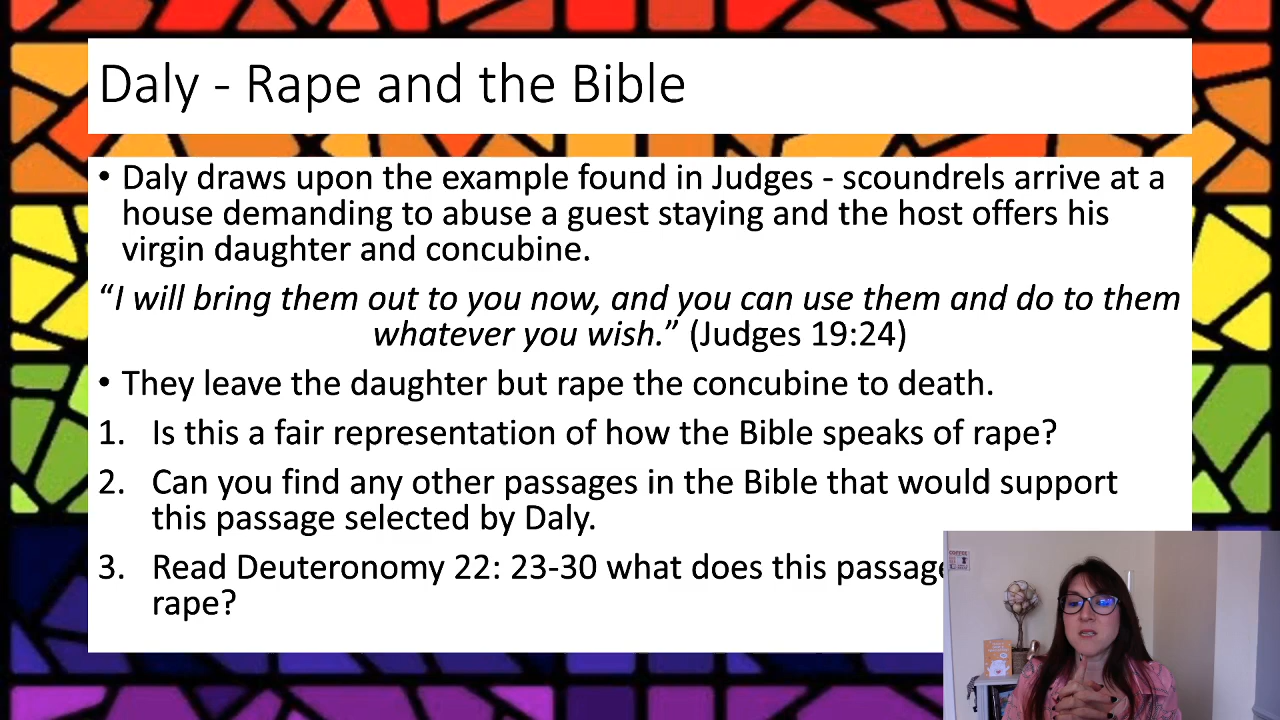 Daly - Rape and the Bible
• Daly draws upon the example found in Judges - scoundrels arrive at a
house demanding to abuse a guest staying and the host offers his
virgin daughter and concubine.
“I will bring them out to you now, and you can use them and do to them
whatever you wish.” (Judges 19:24)
• They leave the daughter but rape the concubine to death.
1. Is this a fair representation of how the Bible speaks of rape?
2. Can you find any other passages in the Bible that would support
this passage selected by Daly.
3. Read Deuteronomy 22: 23-30 what does this passage
rape?